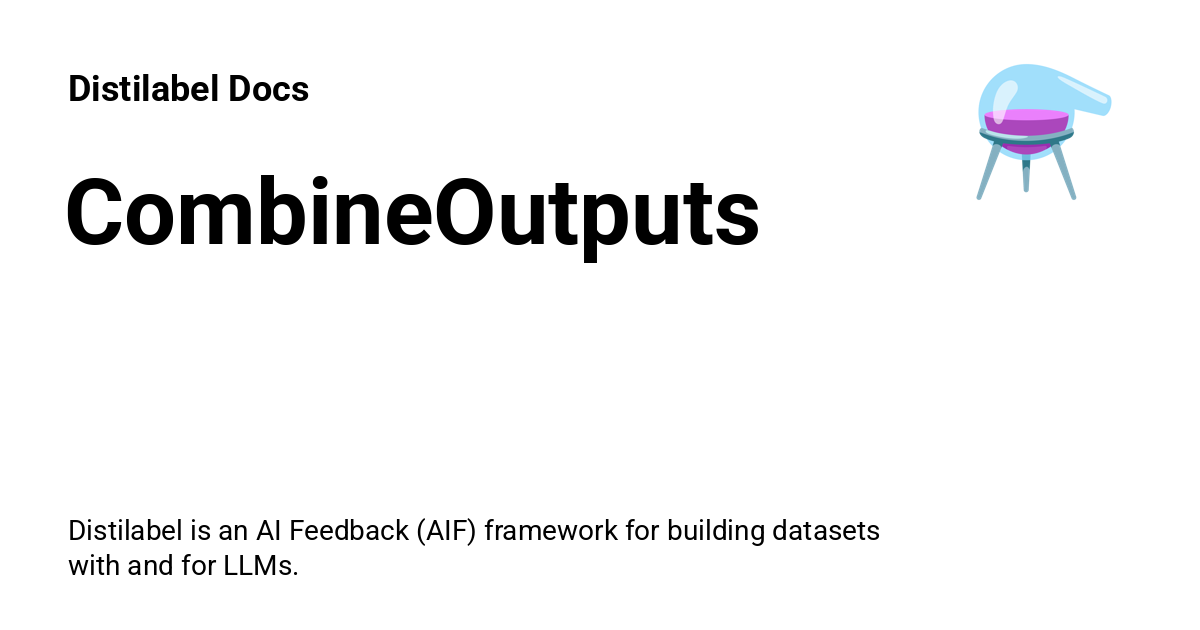 Distilabel Docs
CombineOutputs
Distilabel is an AI Feedback (AIF) framework for building datasets
with and for LLMs.